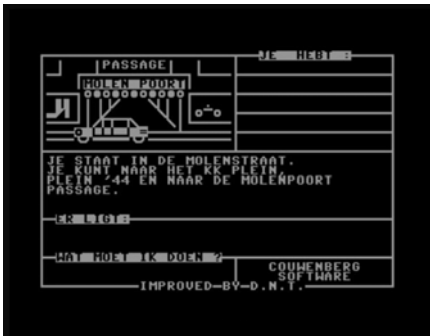 PASSAGE
MOLEN POORT
JE HEBT :
JE STAAT IN DE MOLENSTRAAT.
JE KUNT NAAR HET KK PLEIN,
PLEIN '44 EN NAAR DE MOLENPOORT
PASSAGE.
ER LIGT:
WAT MOET IK DOEN ?
COUWENBERG
SOFTWARE
IMPROVED-BY-D.N.T.